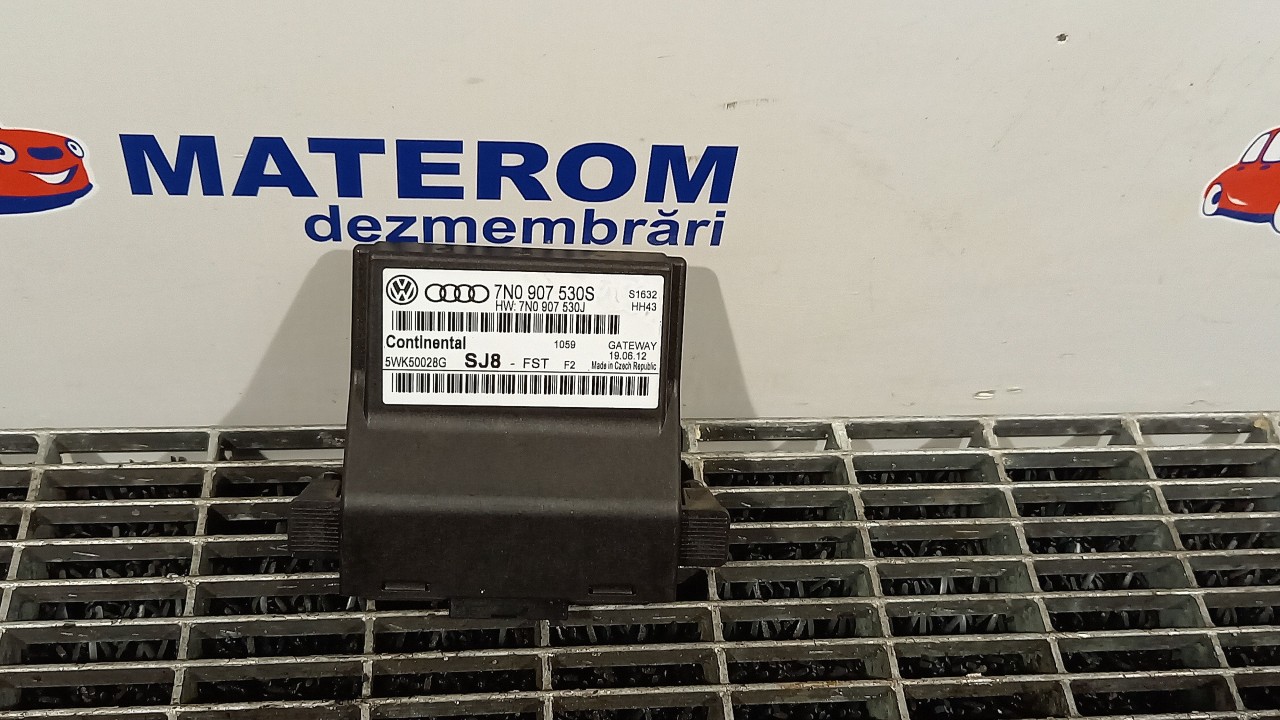 MATEROM
dezmembrări
7N0 907 530S S1632
HW: 7N0 907 530J HH43
Continental 1059 GATEWAY
19.06.12
5WK50028G SJ8 - FST F2 Made in Czech Republic